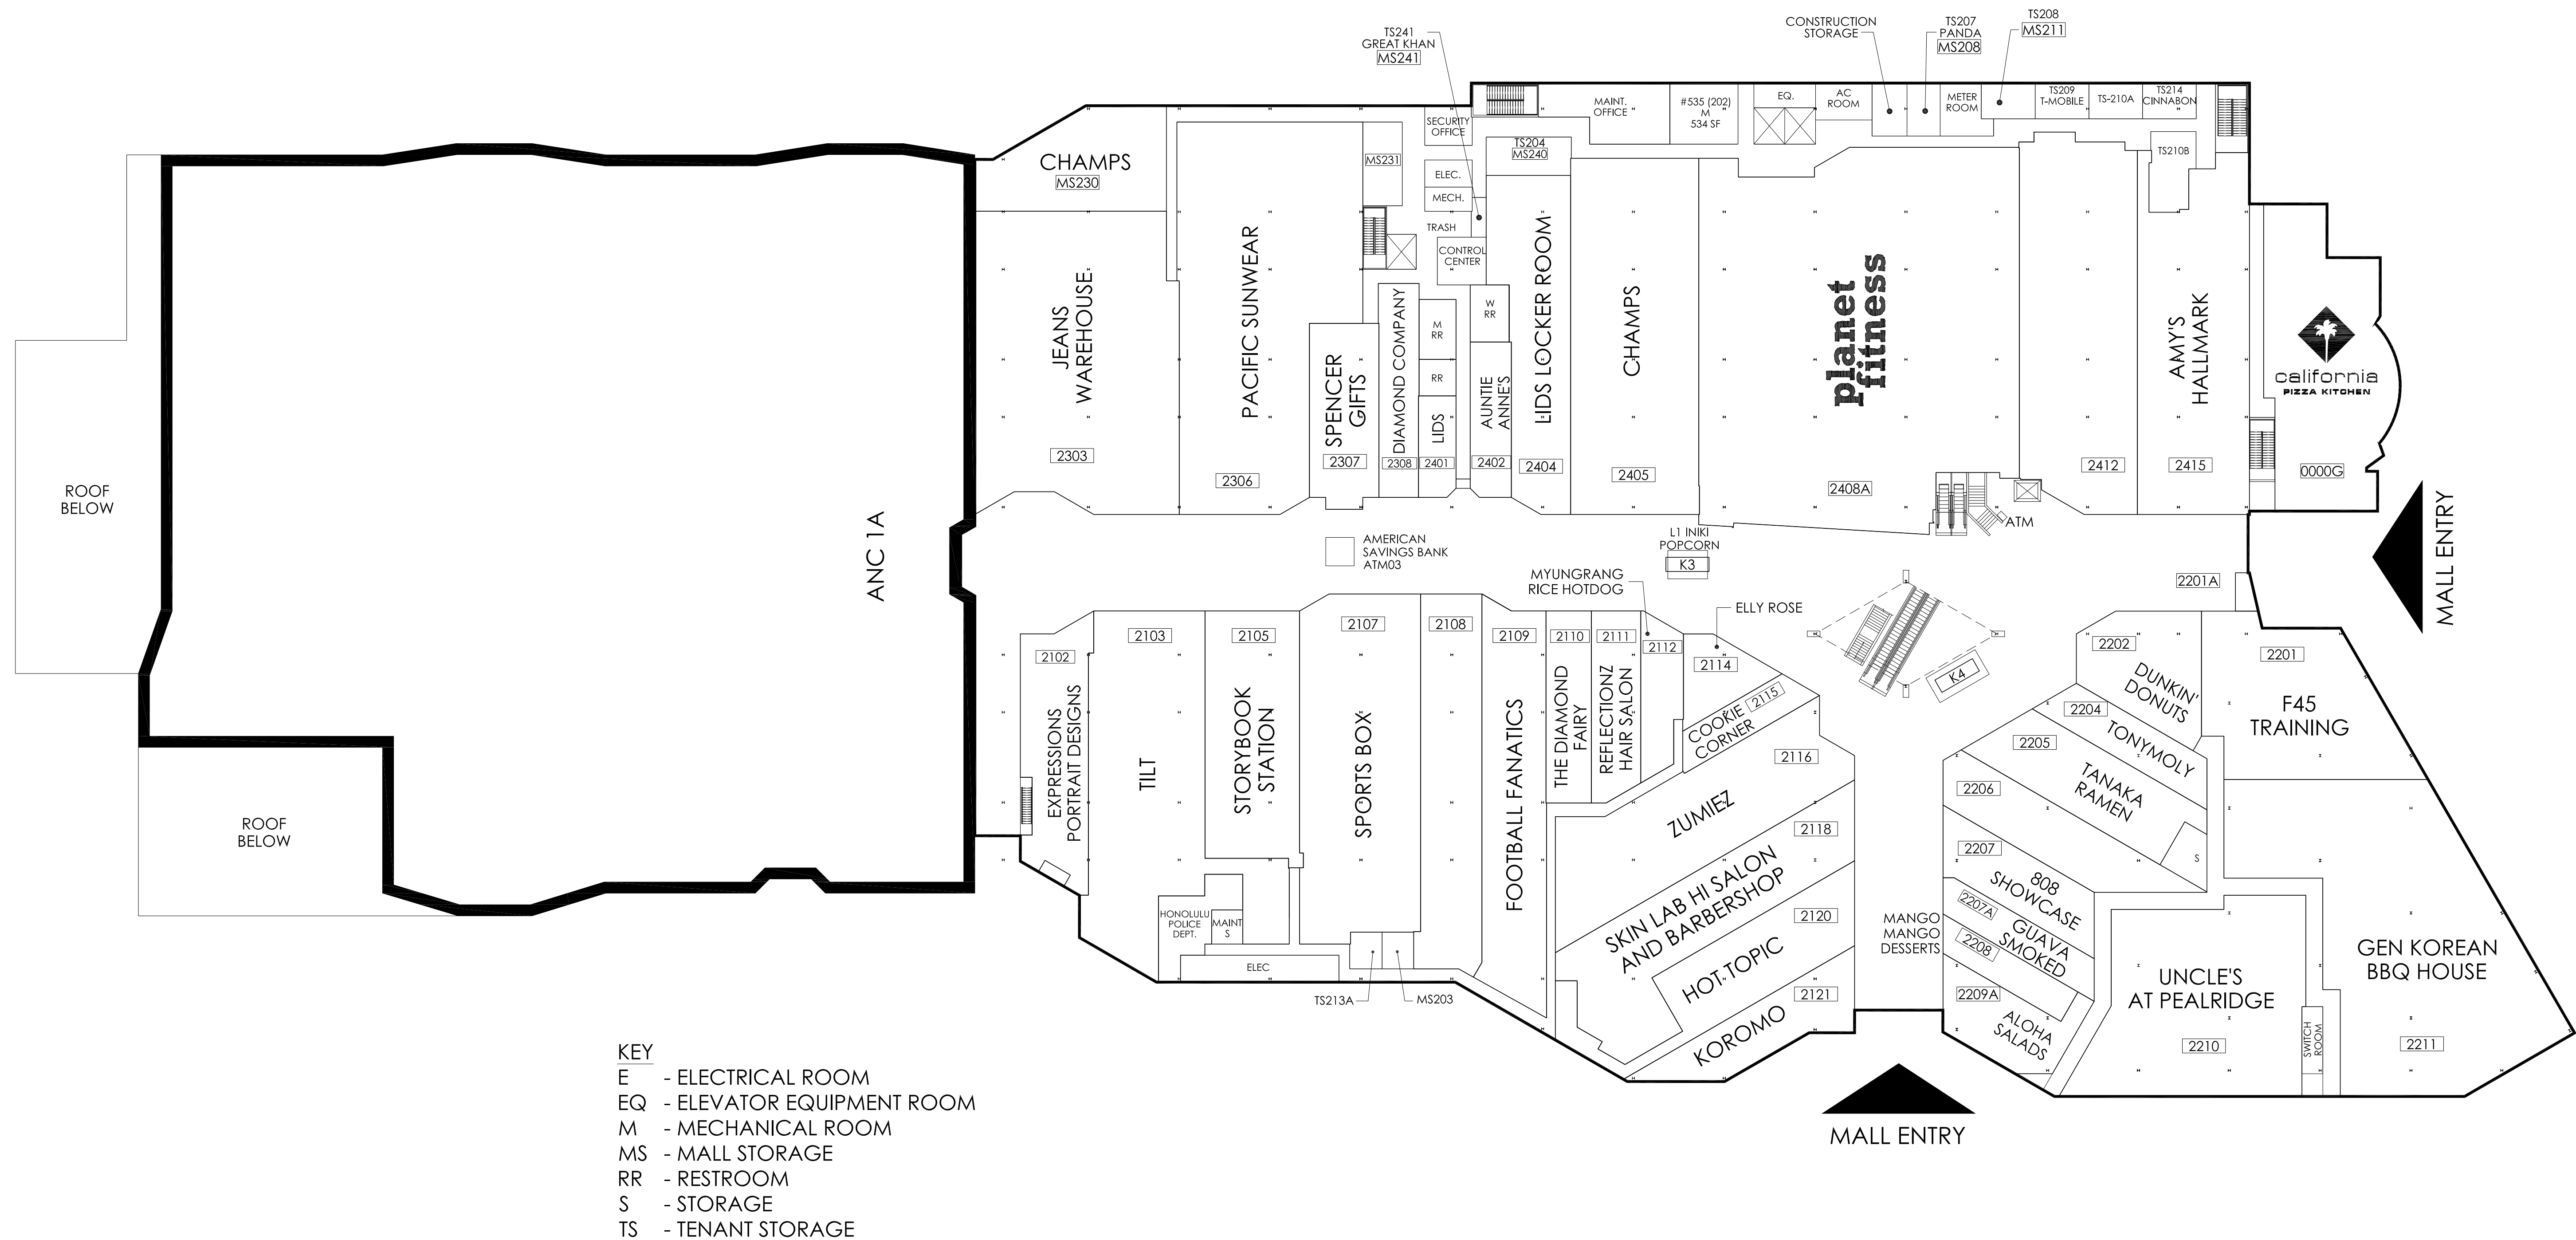 TS241
GREAT KHAN
MS241
CONSTRUCTION
STORAGE
TS207
PANDA
MS208
TS208
MS211
CHAMPS
MS230
MS231
SECURITY
OFFICE
ELEC.
MECH.
TRASH
CONTROL
CENTER
TS204
MS240
MAINT.
OFFICE
#535 (202)
M
534 SF
EQ.
AC
ROOM
METER
ROOM
TS209
T-MOBILE
TS-210A
TS214
CINNABON
TS210B
JEANS
WAREHOUSE
2303
PACIFIC SUNWEAR
2306
SPENCER
GIFTS
2307
DIAMOND COMPANY
2308
M
RR
RR
LIDS
2401
W
RR
AUNTIE
ANNE'S
2402
LIDS LOCKER ROOM
2404
CHAMPS
2405
planet
fitness
2408A
2412
AMY'S
HALLMARK
2415
california
PIZZA KITCHEN
0000G
ATM
ROOF
BELOW
ROOF
BELOW
ANC 1A
AMERICAN
SAVINGS BANK
ATM03
L1 INIKI
POPCORN
K3
MYUNGRANG
RICE HOTDOG
ELLY ROSE
K4
2201A
MALL ENTRY
2102
EXPRESSIONS
PORTRAIT DESIGNS
2103
TILT
2105
STORYBOOK
STATION
2107
SPORTS BOX
2108
2109
FOOTBALL FANATICS
2110
THE DIAMOND
FAIRY
2111
REFLECTIONZ
HAIR SALON
2112
2114
2115
COOKIE
CORNER
2116
ZUMIEZ
2118
SKIN LAB HI SALON
AND BARBERSHOP
2120
HOT TOPIC
2121
KOROMO
HONOLULU
POLICE
DEPT.
MAINT
S
ELEC
TS213A
MS203
2202
DUNKIN'
DONUTS
2201
F45
TRAINING
2204
TONYMOLY
2205
TANAKA
RAMEN
2206
S
2207
808
SHOWCASE
2207A
GUAVA
SMOKED
2208
MANGO
MANGO
DESSERTS
2209A
ALOHA
SALADS
UNCLE'S
AT PEALRIDGE
2210
SWITCH
ROOM
GEN KOREAN
BBQ HOUSE
2211
MALL ENTRY
KEY
E - ELECTRICAL ROOM
EQ - ELEVATOR EQUIPMENT ROOM
M - MECHANICAL ROOM
MS - MALL STORAGE
RR - RESTROOM
S - STORAGE
TS - TENANT STORAGE